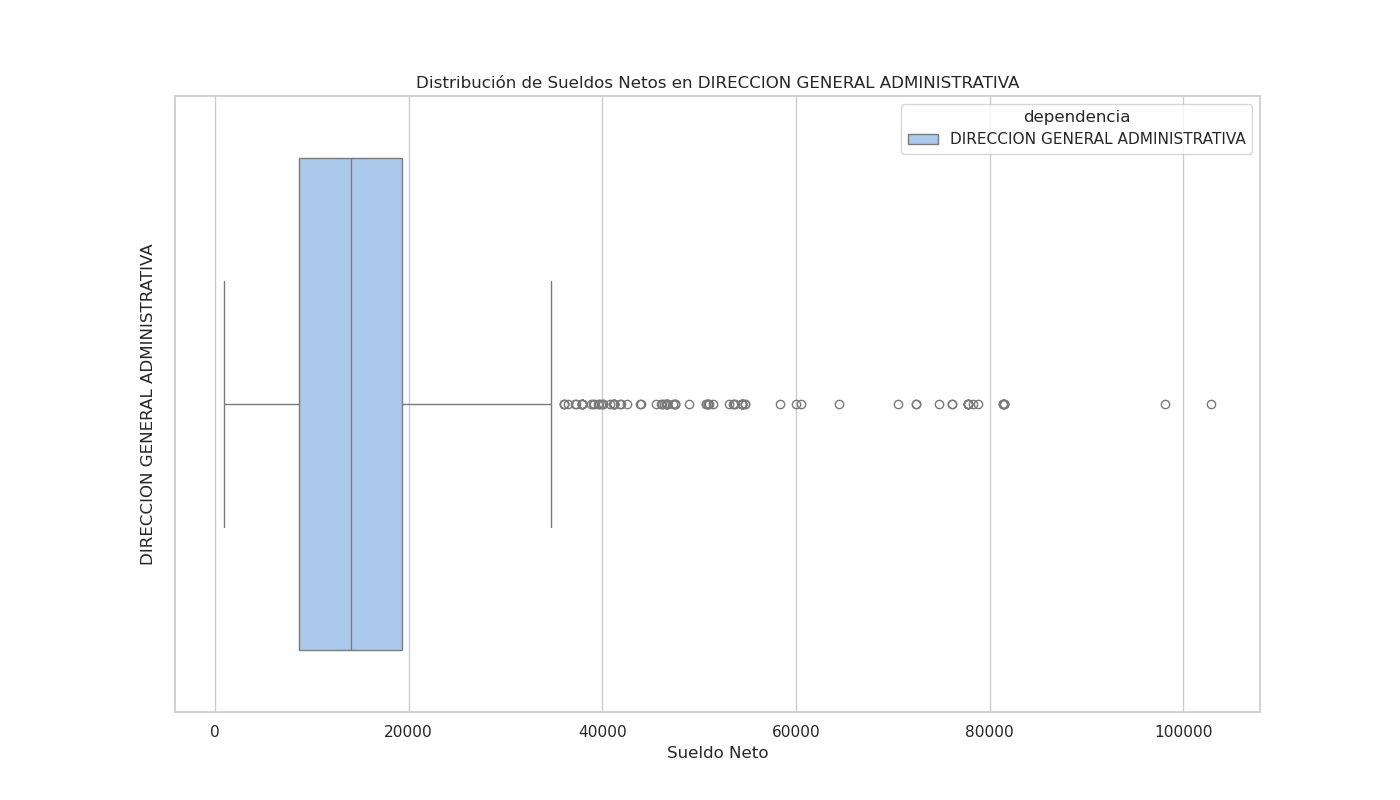 Distribución de Sueldos Netos en DIRECCION GENERAL ADMINISTRATIVA
dependencia
DIRECCION GENERAL ADMINISTRATIVA
DIRECCION GENERAL ADMINISTRATIVA
0 20000 40000 60000 80000 100000
Sueldo Neto